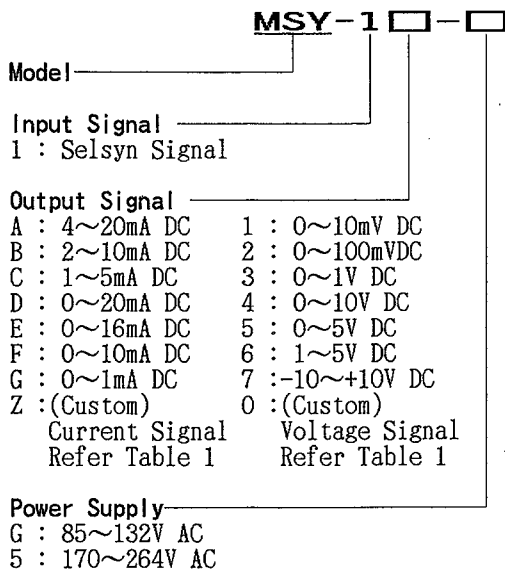 MSY-1□-□
Model
Input Signal
1 : Selsyn Signal
Output Signal
A : 4~20mA DC 1 : 0~10mV DC
B : 2~10mA DC 2 : 0~100mVDC
C : 1~5mA DC 3 : 0~1V DC
D : 0~20mA DC 4 : 0~10V DC
E : 0~16mA DC 5 : 0~5V DC
F : 0~10mA DC 6 : 1~5V DC
G : 0~1mA DC 7 :-10~+10V DC
Z :(Custom) 0 :(Custom)
Current Signal Voltage Signal
Refer Table 1 Refer Table 1
Power Supply
G : 85~132V AC
5 : 170~264V AC